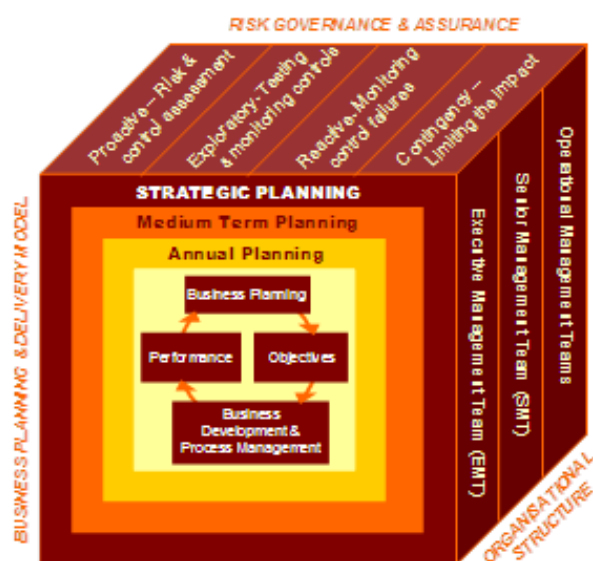 RISK GOVERNANCE & ASSURANCE
Proactive – Risk &
control assessment
Exploratory- Testing
& monitoring controls
Reactive- Monitoring
control failures
Contingency –
Limiting the impact
BUSINESS PLANNING & DELIVERY MODEL
STRATEGIC PLANNING
Medium Term Planning
Annual Planning
Business Planning
Performance
Objectives
Business
Development &
Process Management
Executive Management Team (EMT)
Senior Management Team (SMT)
Operational Management Teams
ORGANISATIONAL
STRUCTURE